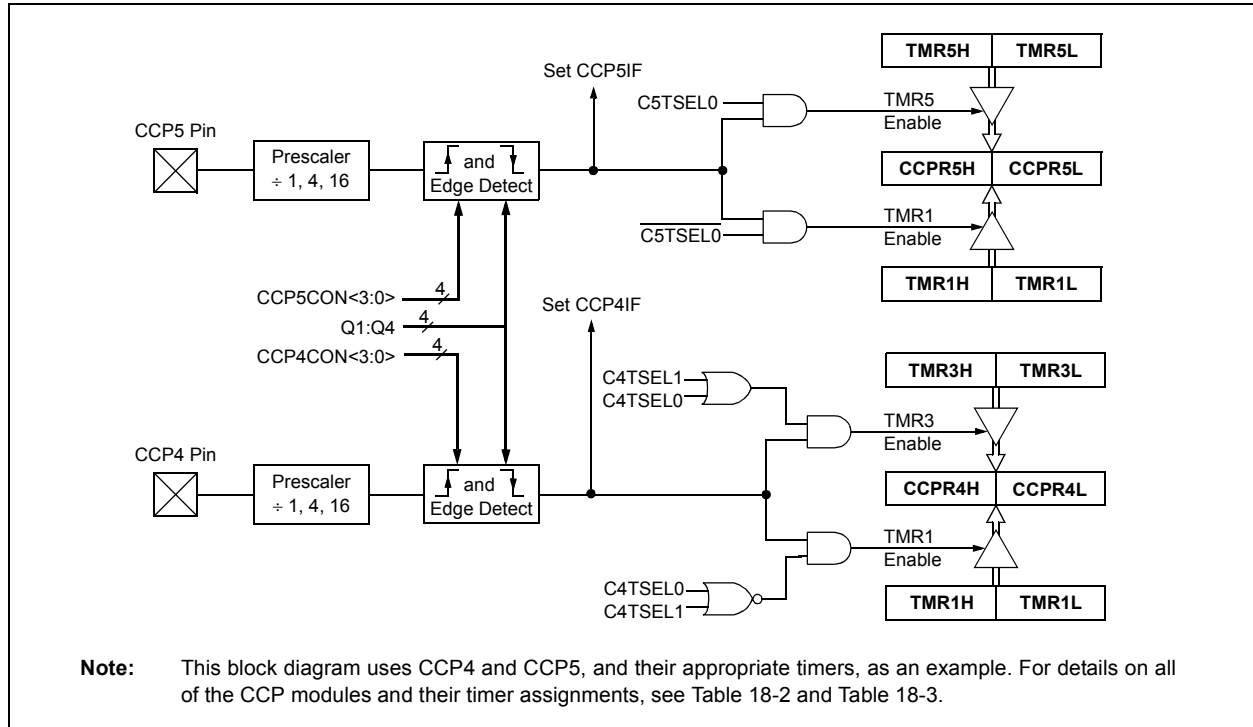 TMR5H TMR5L
Set CCP5IF
C5TSEL0
TMR5
Enable
CCP5 Pin
Prescaler
÷ 1, 4, 16
and
Edge Detect
CCPR5H CCPR5L
TMR1
Enable
C5TSEL0
TMR1H TMR1L
CCP5CON<3:0> 4
Q1:Q4 4
CCP4CON<3:0> 4
Set CCP4IF
TMR3H TMR3L
C4TSEL1
C4TSEL0
TMR3
Enable
CCP4 Pin
Prescaler
÷ 1, 4, 16
and
Edge Detect
CCPR4H CCPR4L
TMR1
Enable
C4TSEL0
C4TSEL1
TMR1H TMR1L
Note: This block diagram uses CCP4 and CCP5, and their appropriate timers, as an example. For details on all
of the CCP modules and their timer assignments, see Table 18-2 and Table 18-3.